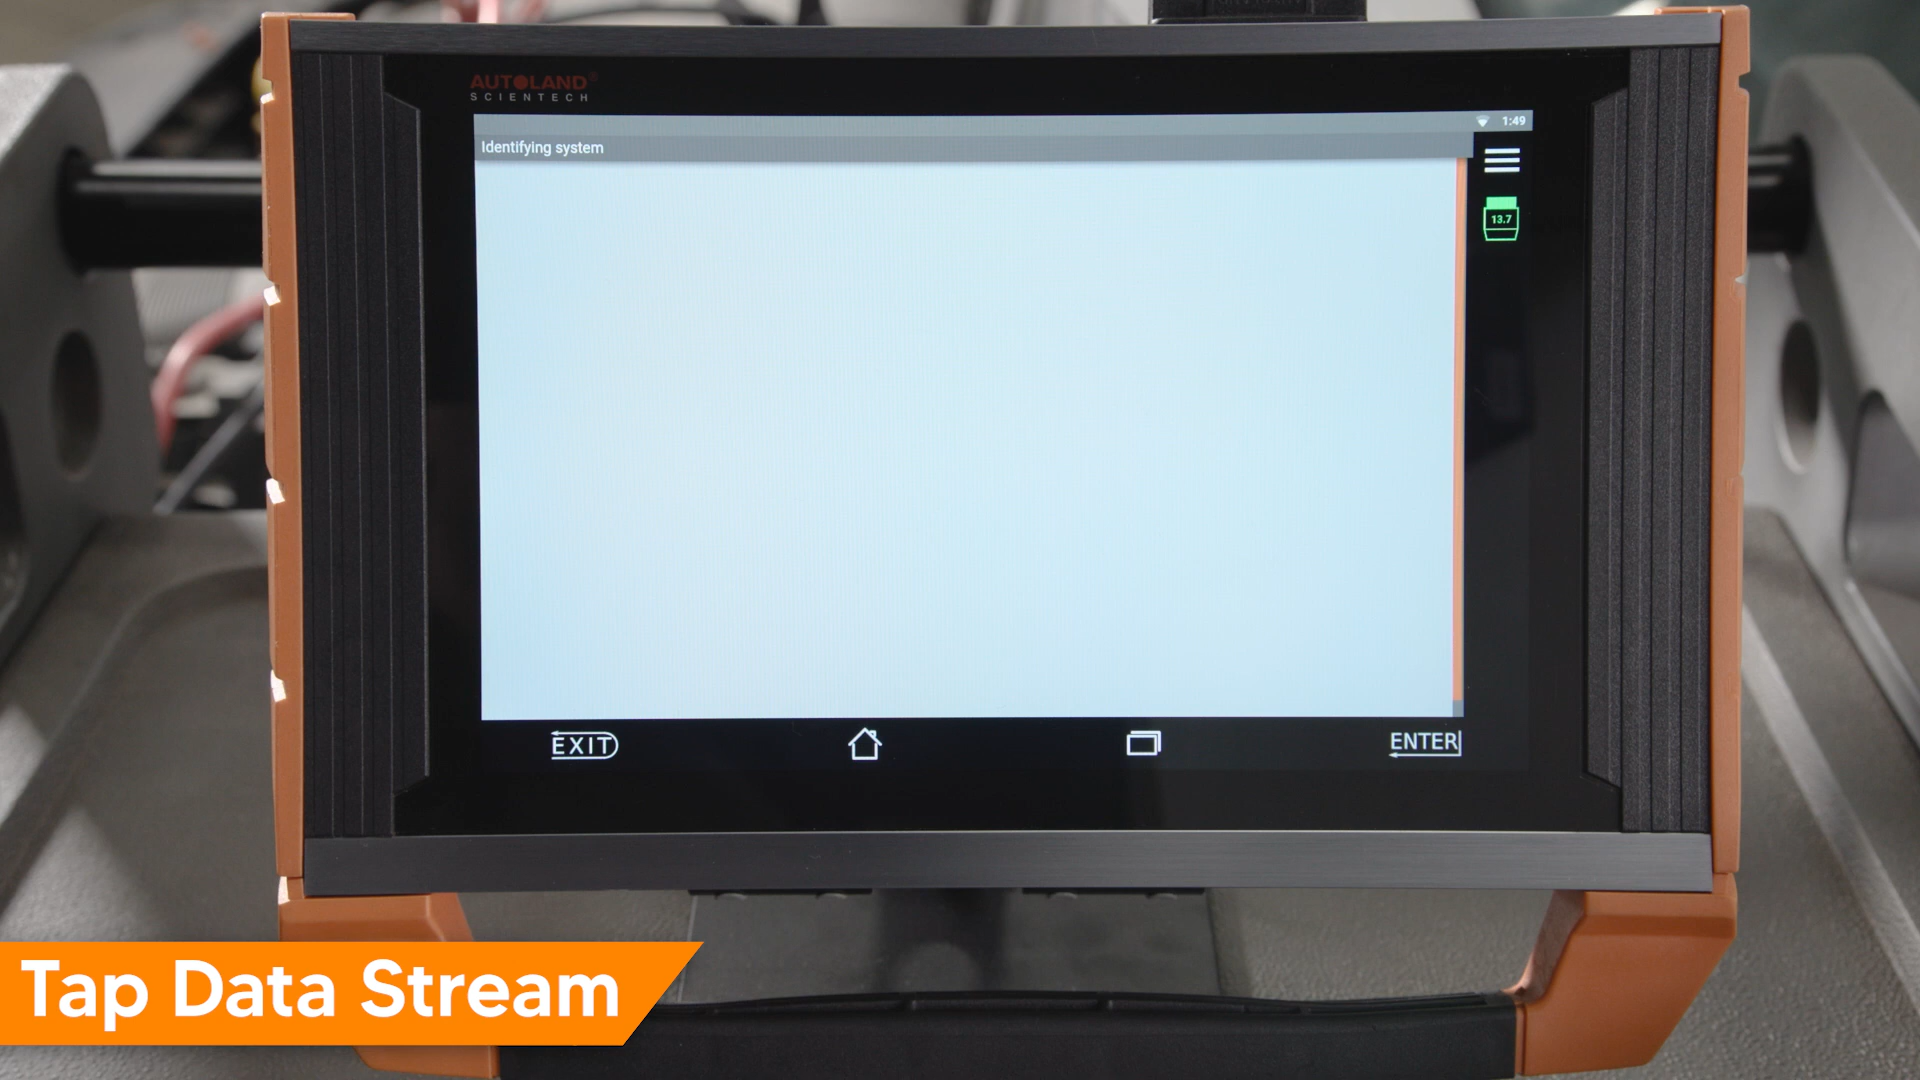 AUTOLAND®
SCIENTECH
1:49
Identifying system
13.7
EXIT
ENTER
Tap Data Stream